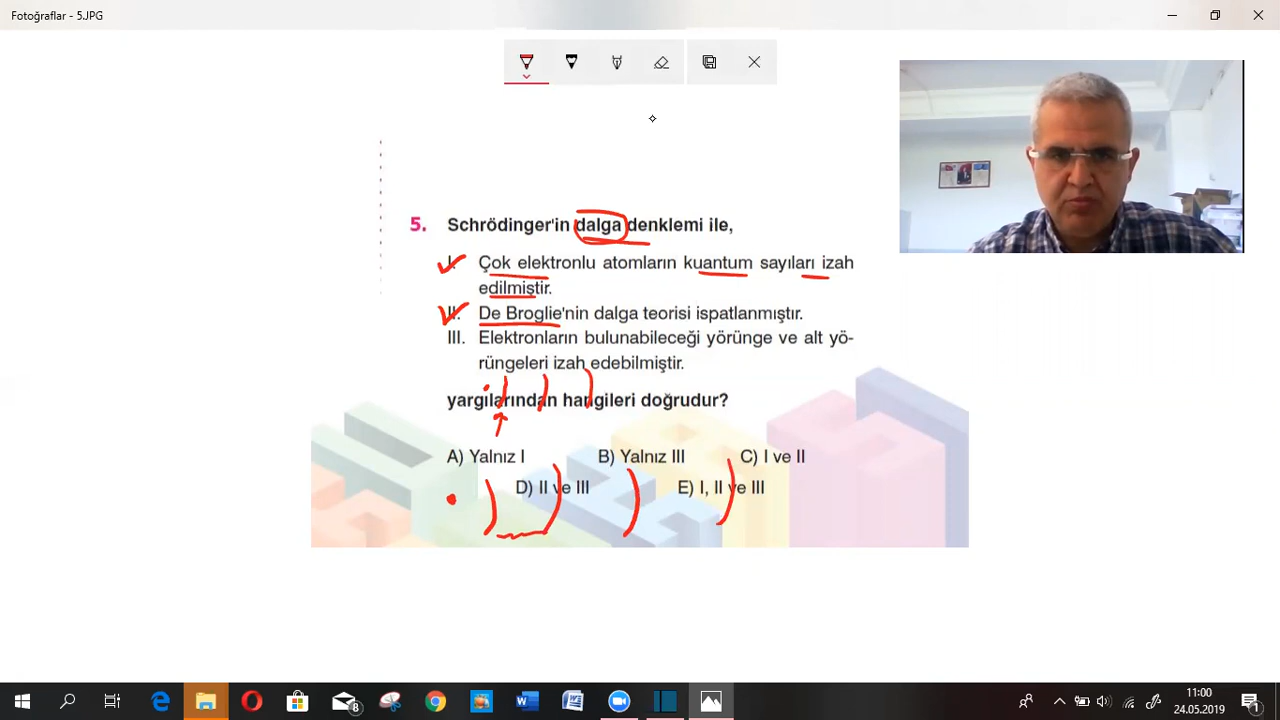 Fotoğraflar - 5.JPG
5. Schrödinger'in dalga denklemi ile,
I. Çok elektronlu atomların kuantum sayıları izah
edilmiştir.
II. De Broglie'nin dalga teorisi ispatlanmıştır.
III. Elektronların bulunabileceği yörünge ve alt yö-
rüngeleri izah edebilmiştir.
yargılarından hangileri doğrudur?
A) Yalnız I B) Yalnız III C) I ve II
D) II ve III E) I, II ve III
8
11:00
24.05.2019
1